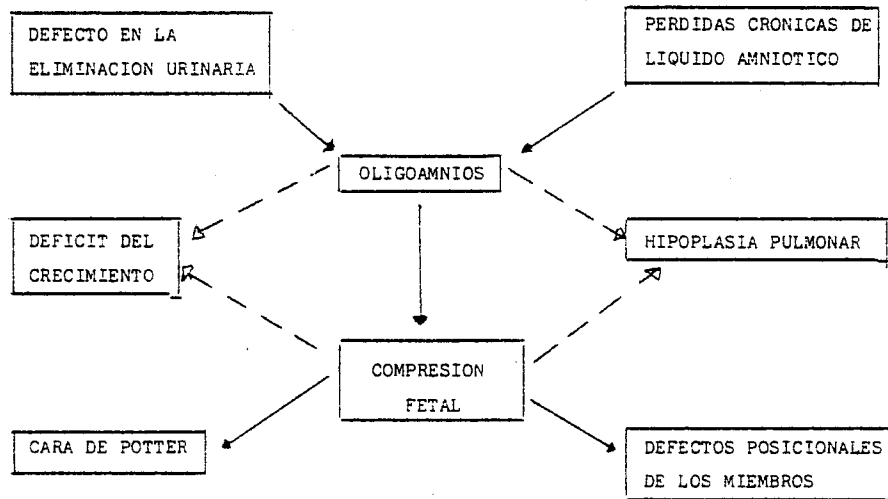 DEFECTO EN LA
ELIMINACION URINARIA
PERDIDAS CRONICAS DE
LIQUIDO AMNIOTICO
OLIGOAMNIOS
DEFICIT DEL
CRECIMIENTO
HIPOPLASIA PULMONAR
COMPRESION
FETAL
CARA DE POTTER
DEFECTOS POSICIONALES
DE LOS MIEMBROS